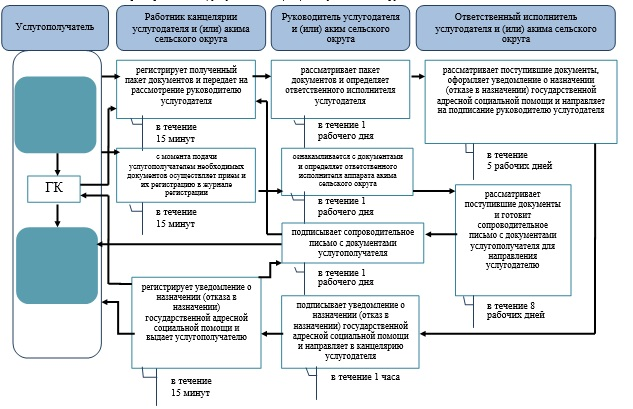 Услугополучатель
Работник канцелярии
услугодателя и (или) акима
сельского округа
Руководитель услугодателя
и (или) аким сельского
округа
Ответственный исполнитель
услугодателя и (или) акима сельского
округа
регистрирует полученный
пакет документов и передает на
рассмотрение руководителю
услугодателя
в течение
15 минут
рассматривает пакет
документов и определяет
ответственного исполнителя
услугодателя
в течение 1
рабочего дня
рассматривает поступившие документы,
оформляет уведомление о назначении
(отказе в назначении) государственной
адресной социальной помощи и направляет
на подписание руководителю услугодателя
в течение
5 рабочих дней
ГК
с момента подачи
услугополучателем необходимых
документов осуществляет прием и
их регистрацию в журнале
регистрации
в течение
15 минут
ознакамливается с документами
и определяет ответственного
исполнителя аппарата акима
сельского округа
в течение 1
рабочего дня
рассматривает
поступившие документы
и готовит
сопроводительное
письмо с документами
услугополучателя для
направления
услугодателю
в течение 8
рабочих дней
подписывает сопроводительное
письмо с документами
услугополучателя
в течение 1
рабочего дня
регистрирует уведомление о
назначении (отказа в
назначении)
государственной адресной
социальной помощи и
выдает услугополучателю
в течение
15 минут
подписывает уведомление о
назначении (отказ в
назначении) государственной
адресной социальной помощи
и направляет в канцелярию
услугодателя
в течение 1 часа